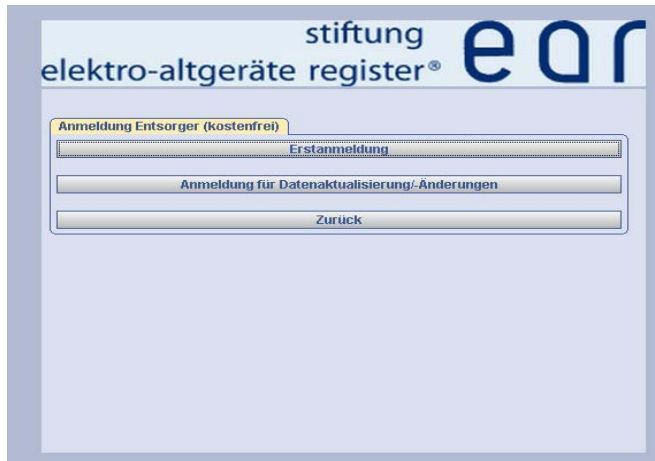 stiftung
elektro-altgeräte register®
ear
Anmeldung Entsorger (kostenfrei)
Erstanmeldung
Anmeldung für Datenaktualisierung/-Änderungen
Zurück